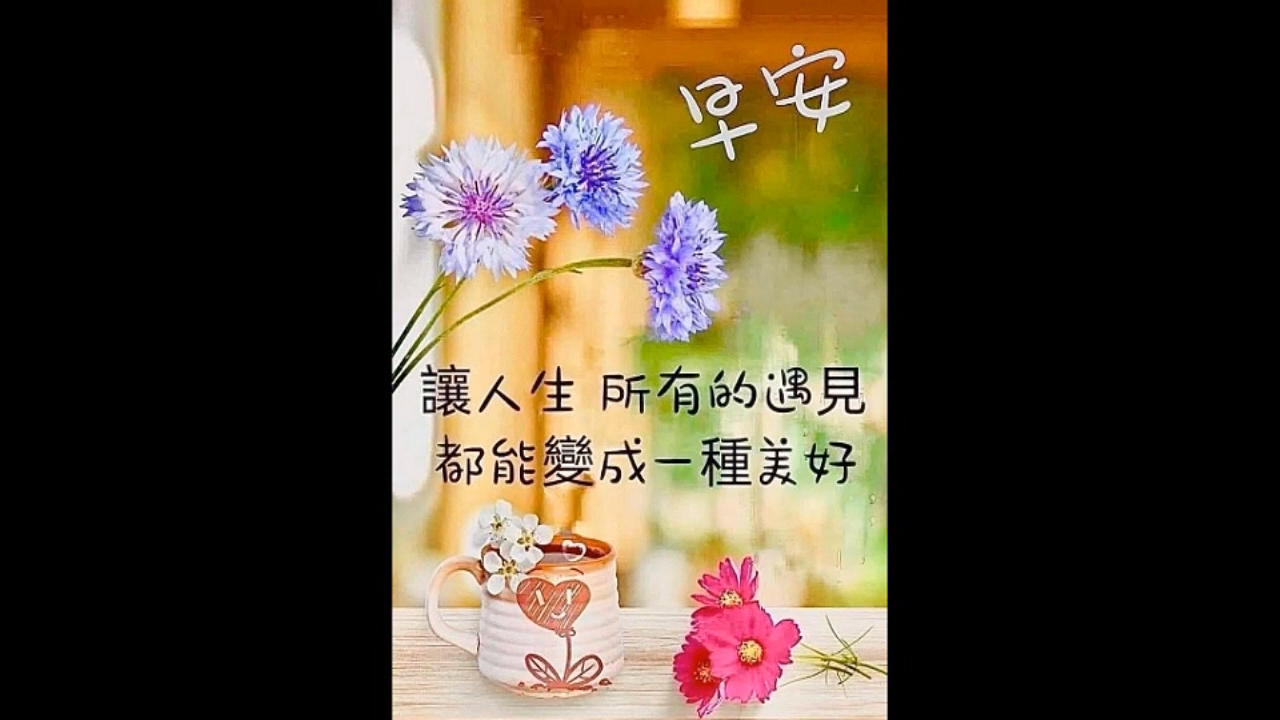 早安
讓人生 所有的遇見
都能變成一種美好